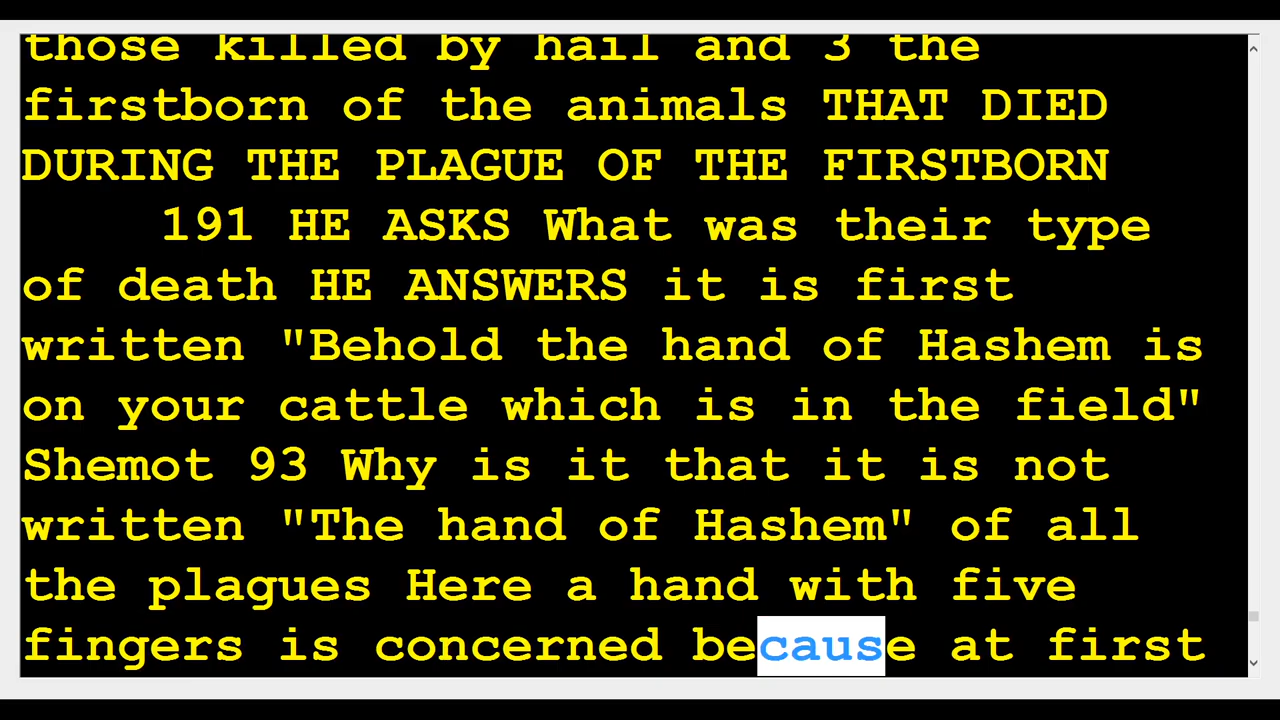 those killed by hail and 3 the
firstborn of the animals THAT DIED
DURING THE PLAGUE OF THE FIRSTBORN
191 HE ASKS What was their type
of death HE ANSWERS it is first
written "Behold the hand of Hashem is
on your cattle which is in the field"
Shemot 93 Why is it that it is not
written "The hand of Hashem" of all
the plagues Here a hand with five
fingers is concerned because at first